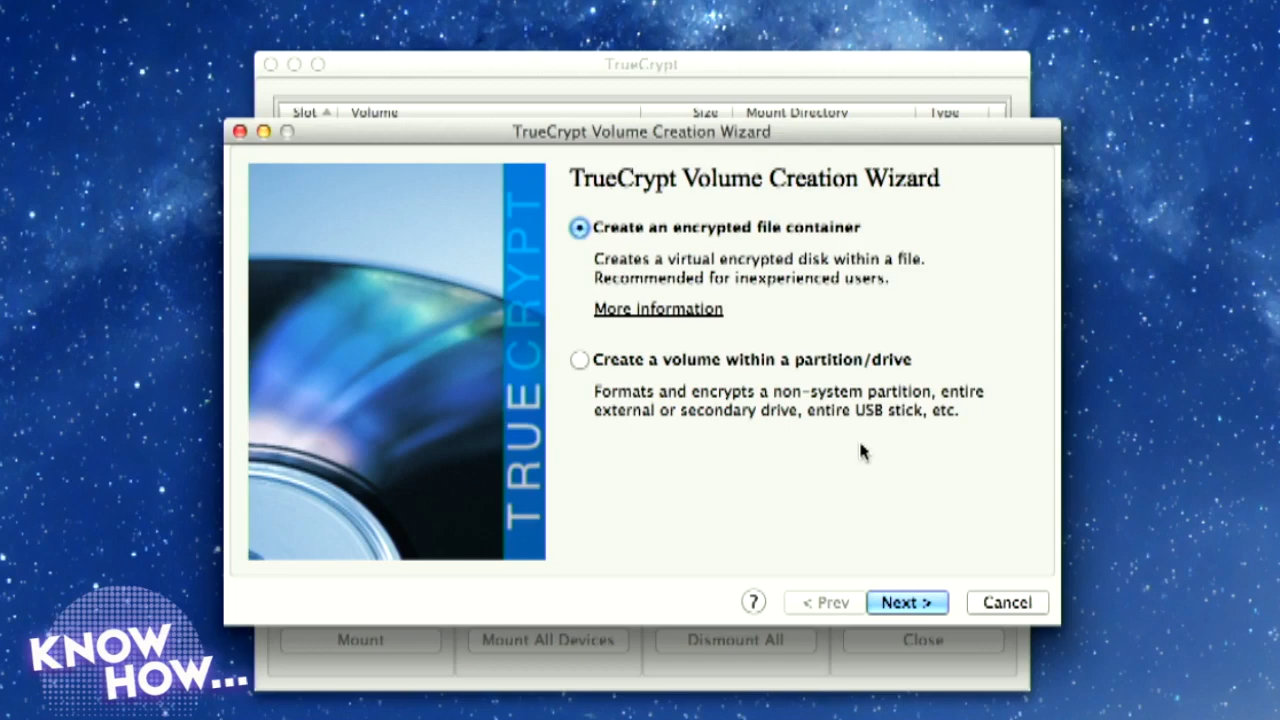 TrueCrypt
Slot Volume Size Mount Directory Type
TrueCrypt Volume Creation Wizard
TRUECRYPT
TrueCrypt Volume Creation Wizard
Create an encrypted file container
Creates a virtual encrypted disk within a file.
Recommended for inexperienced users.
More information
Create a volume within a partition/drive
Formats and encrypts a non-system partition, entire
external or secondary drive, entire USB stick, etc.
? < Prev Next > Cancel
Mount Mount All Devices Dismount All Close
KNOW
HOW...